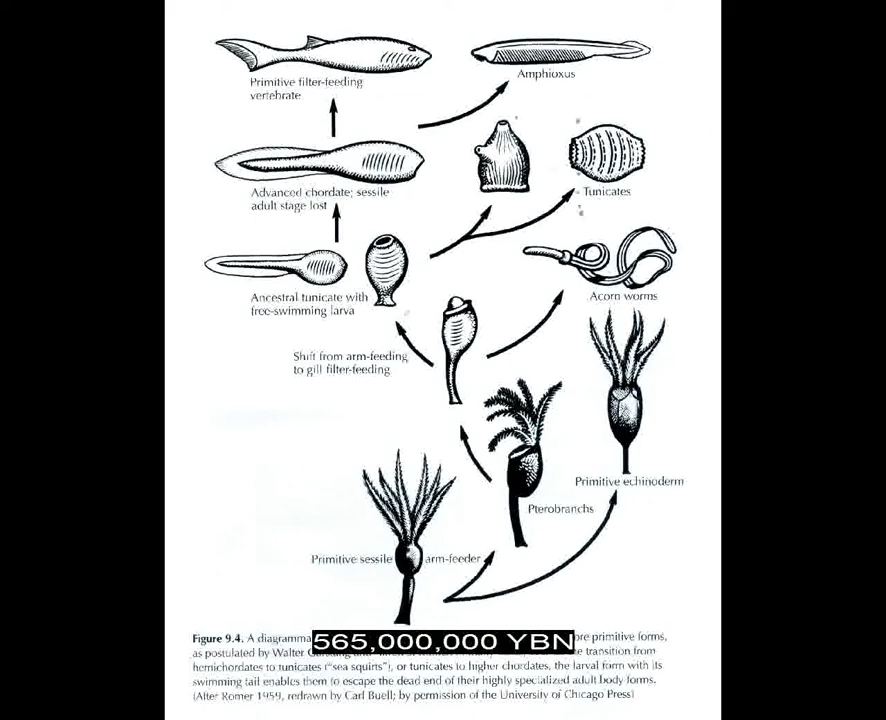 Primitive filter-feeding
vertebrate
Amphioxus
Advanced chordate; sessile
adult stage lost
Tunicates
Ancestral tunicate with
free-swimming larva
Acorn worms
Shift from arm-feeding
to gill filter-feeding
Primitive echinoderm
Pterobranchs
Primitive sessile arm-feeder
565,000,000 YBN
Figure 9.4. A diagramma ore primitive forms,
as postulated by Walter transition from
hemichordates to tunicates ("sea squirts"), or tunicates to higher chordates, the larval form with its
swimming tail enables them to escape the dead end of their highly specialized adult body forms.
(After Romer 1959, redrawn by Carl Buell; by permission of the University of Chicago Press)